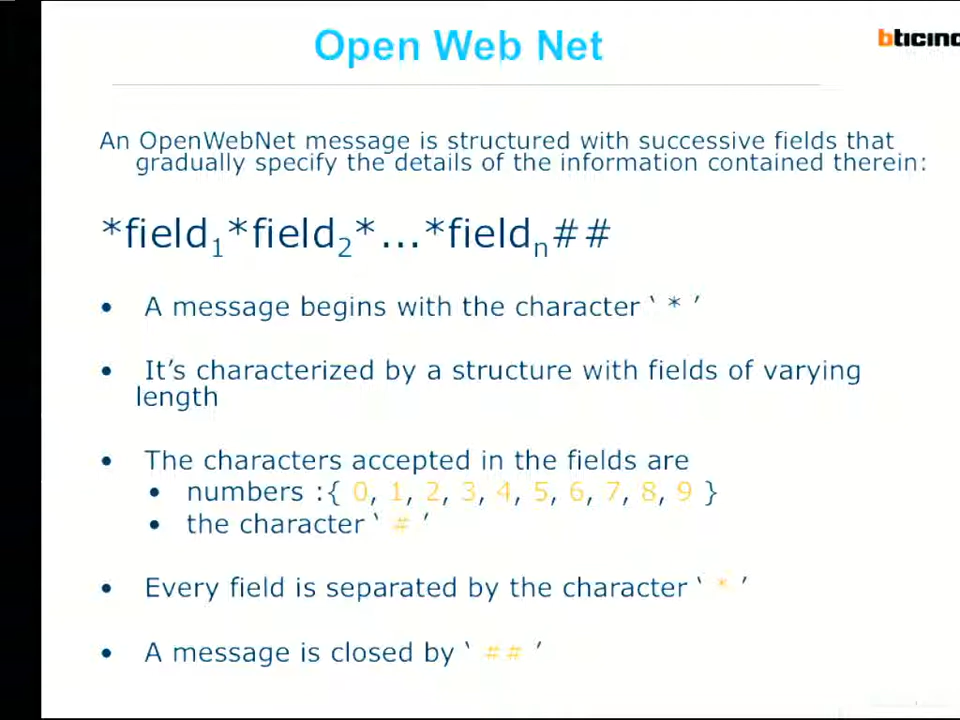 Open Web Net
bticino
An OpenWebNet message is structured with successive fields that
gradually specify the details of the information contained therein:
*field1*field2*...*fieldn##
• A message begins with the character ‘ * ’
• It’s characterized by a structure with fields of varying
length
• The characters accepted in the fields are
• numbers :{ 0, 1, 2, 3, 4, 5, 6, 7, 8, 9 }
• the character ‘ # ’
• Every field is separated by the character ‘ * ’
• A message is closed by ‘ ## ’